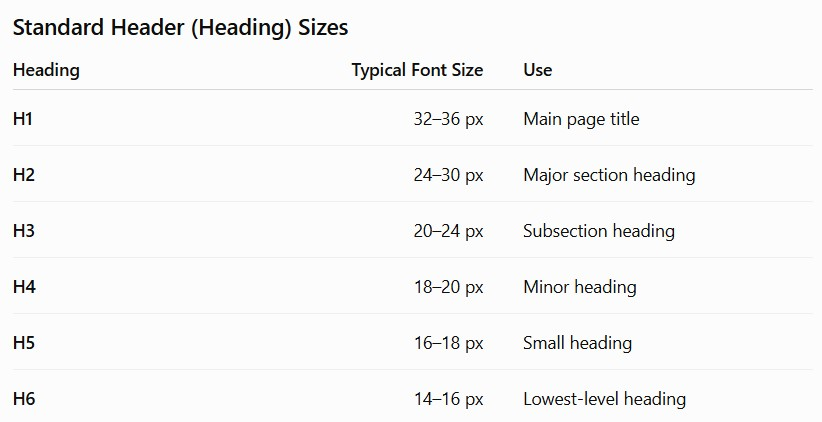 Standard Header (Heading) Sizes
Heading Typical Font Size Use
H1 32–36 px Main page title
H2 24–30 px Major section heading
H3 20–24 px Subsection heading
H4 18–20 px Minor heading
H5 16–18 px Small heading
H6 14–16 px Lowest-level heading